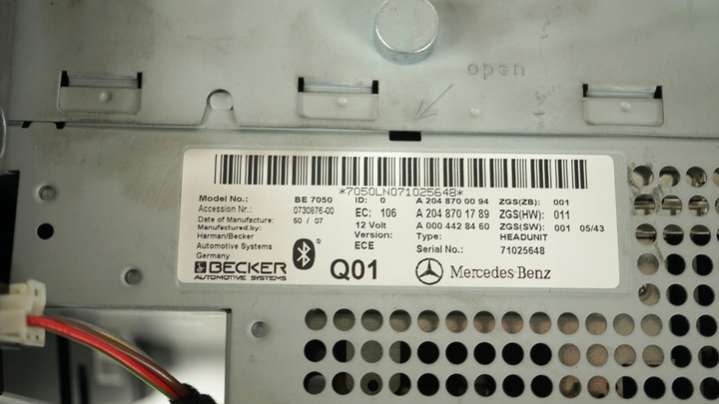 open
*7050LN071025648*
Model No.: BE 7050 ID: 0 A 204 870 00 94 ZGS(ZB): 001
Accession Nr.: 0730676-00 EC: 106 A 204 870 17 89 ZGS(HW): 011
Date of Manufacture: 50 / 07 12 Volt A 000 442 84 60 ZGS(SW): 001 05/43
Manufactured by: Version: Type: HEADUNIT
Harman/Becker ECE Serial No.: 71025648
Automotive Systems
Germany
BECKER Q01 Mercedes-Benz
AUTOMOTIVE SYSTEMS